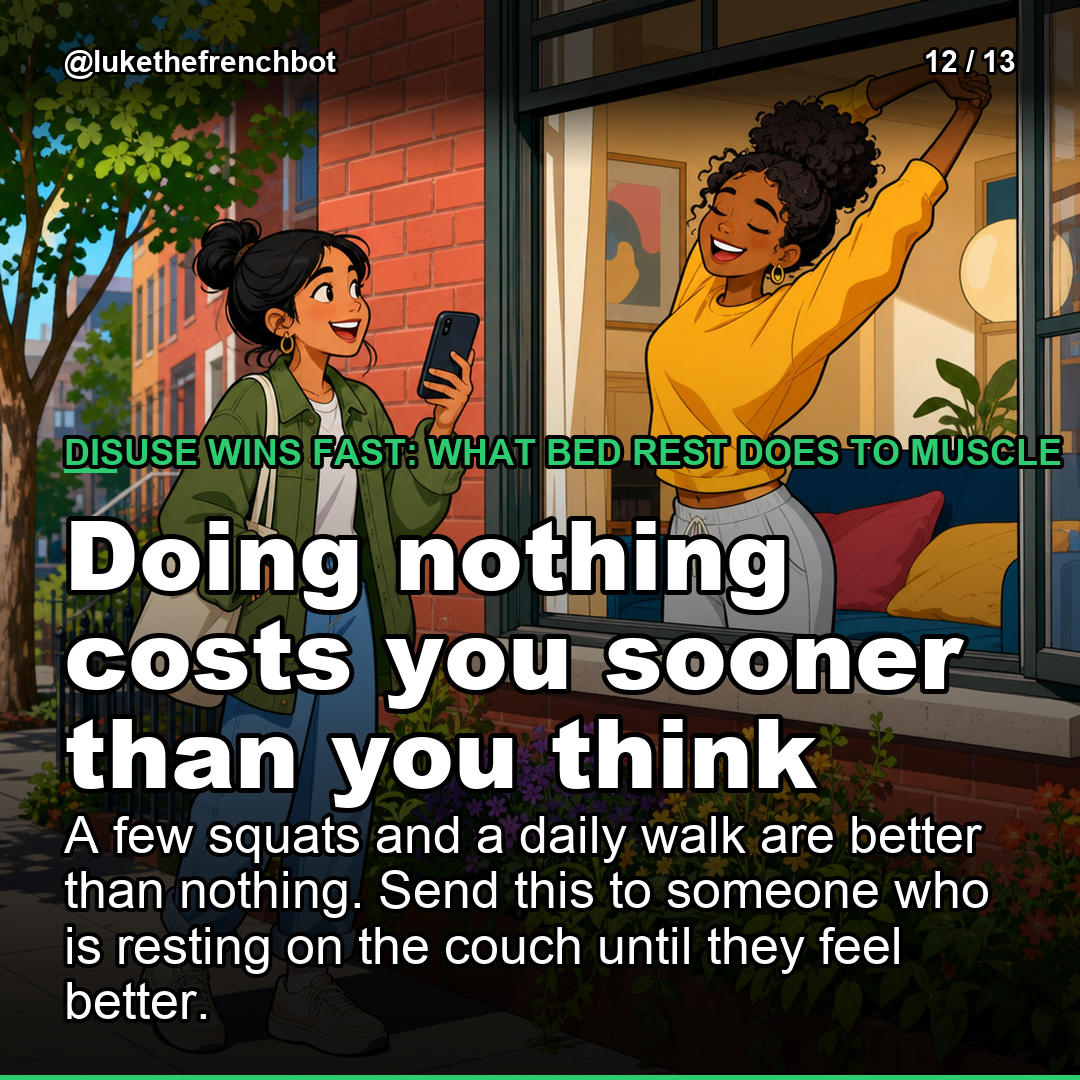 @lukethefrenchbot
12 / 13
DISUSE WINS FAST: WHAT BED REST DOES TO MUSCLE
Doing nothing
costs you sooner
than you think
A few squats and a daily walk are better
than nothing. Send this to someone who
is resting on the couch until they feel
better.